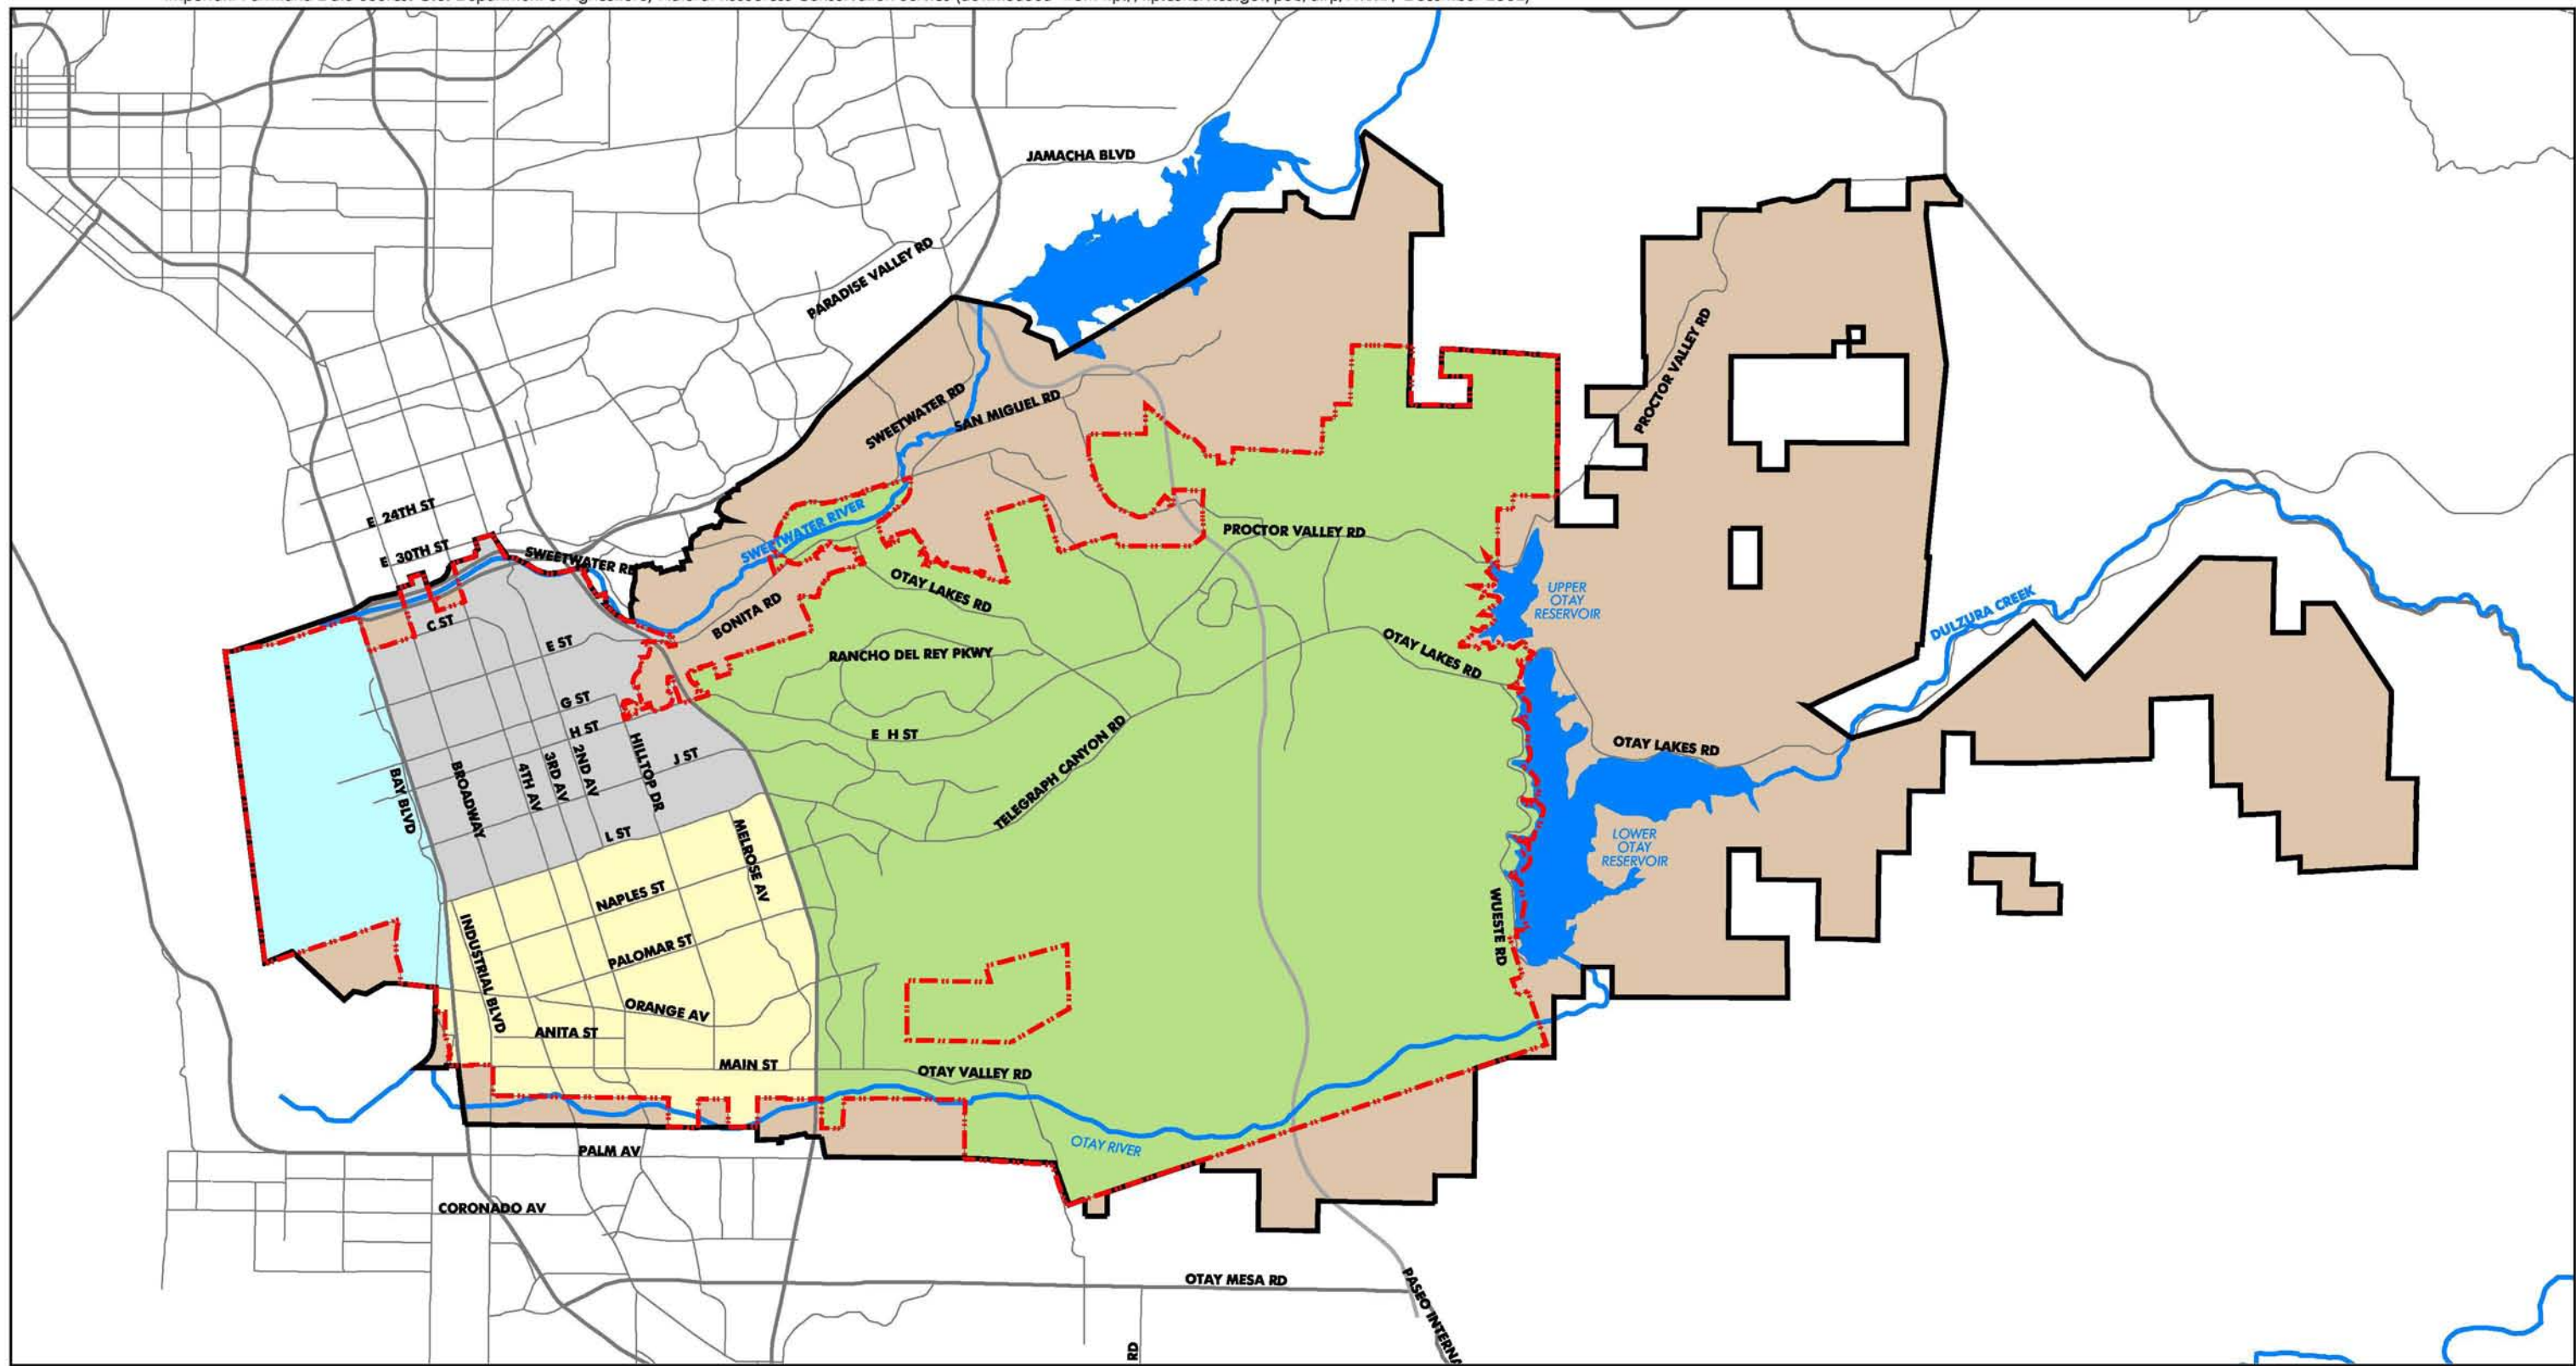 JAMACHA BLVD
PARADISE VALLEY RD
PROCTOR VALLEY RD
SWEETWATER RD
SAN MIGUEL RD
E 24TH ST
SWEETWATER RIVER
PROCTOR VALLEY RD
E 30TH ST
SWEETWATER RD
OTAY LAKES RD
UPPER
OTAY
RESERVOIR
DULZURA CREEK
BONITA RD
C ST
E ST
RANCHO DEL REY PKWY
OTAY LAKES RD
G ST
H ST
E H ST
OTAY LAKES RD
J ST
HILLTOP DR
2ND AV
3RD AV
4TH AV
BROADWAY
BAY BLVD
TELEGRAPH CANYON RD
L ST
MELROSE AV
LOWER
OTAY
RESERVOIR
NAPLES ST
WUESTE RD
INDUSTRIAL BLVD
PALOMAR ST
ORANGE AV
ANITA ST
MAIN ST
OTAY VALLEY RD
OTAY RIVER
PALM AV
CORONADO AV
OTAY MESA RD
PASEO INTERNA
RD